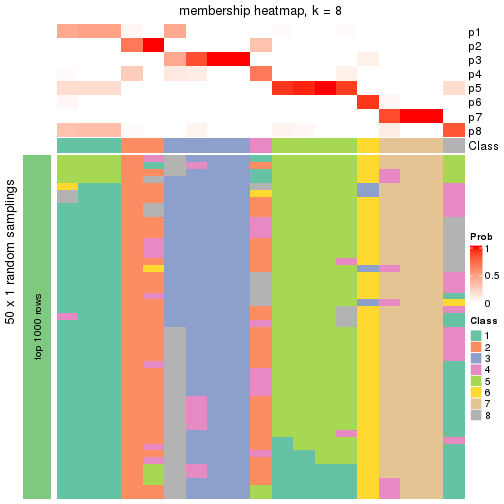 membership heatmap, k = 8
p1
p2
p3
p4
p5
p6
p7
p8
Class
50 x 1 random samplings
top 1000 rows
Prob
1
0.5
0
Class
1
2
3
4
5
6
7
8